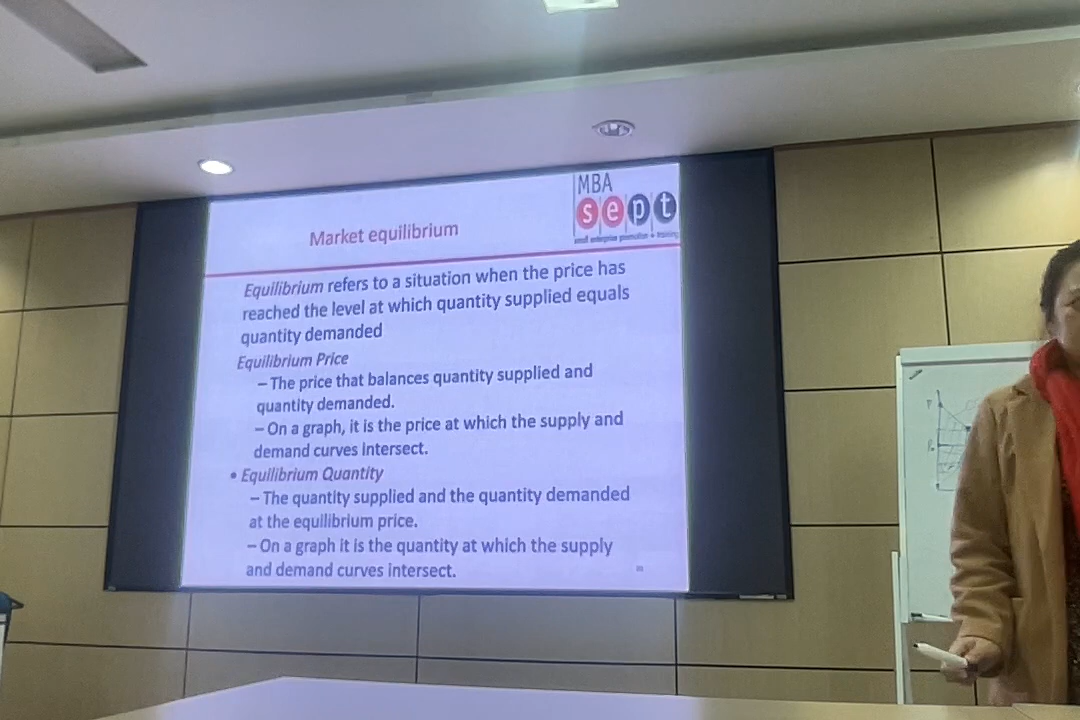 MBA
sept
small enterprise promotion + training
Market equilibrium
Equilibrium refers to a situation when the price has
reached the level at which quantity supplied equals
quantity demanded
Equilibrium Price
– The price that balances quantity supplied and
quantity demanded.
– On a graph, it is the price at which the supply and
demand curves intersect.
• Equilibrium Quantity
– The quantity supplied and the quantity demanded
at the equilibrium price.
– On a graph it is the quantity at which the supply
and demand curves intersect.